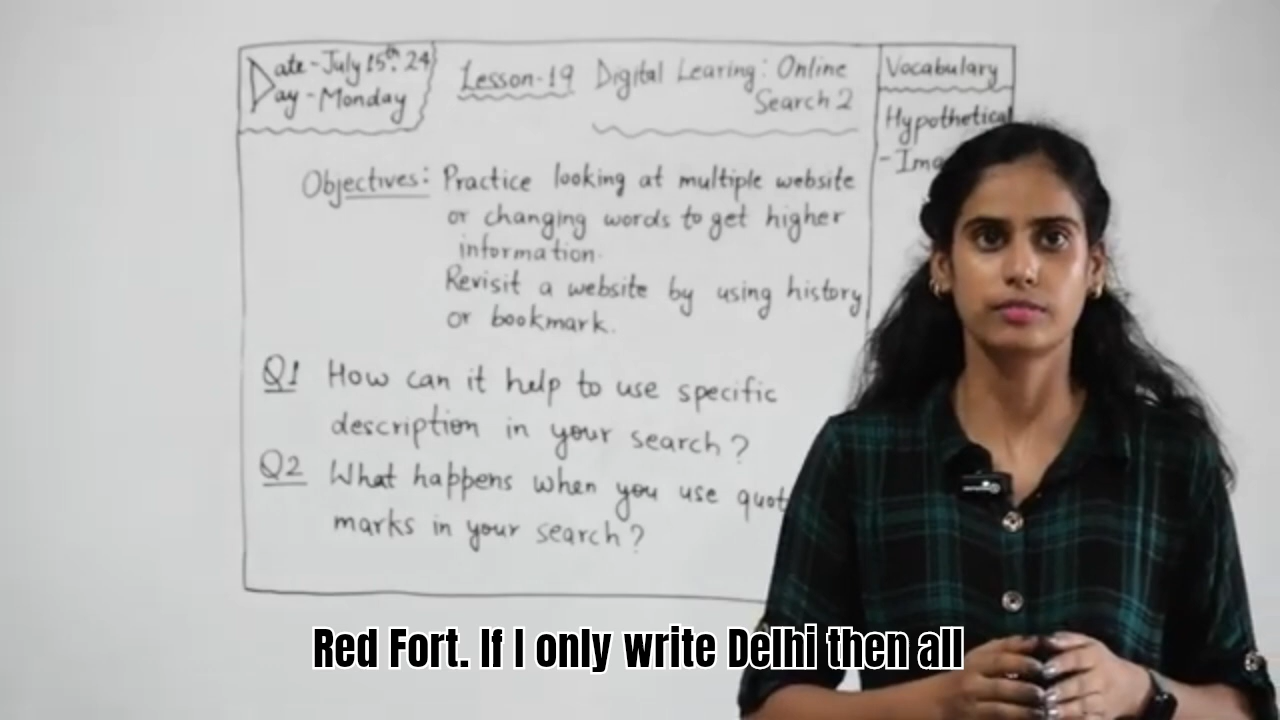 Date - July 15th. 24
Day - Monday
Lesson-19 Digital Learing: Online
Search 2
Vocabulary
Hypothetical
Objectives: Practice looking at multiple website
or changing words to get higher
information.
Revisit a website by using history
or bookmark.
Q1 How can it help to use specific
description in your search?
Q2 What happens when you use quot
marks in your search?
Red Fort. If I only write Delhi then all